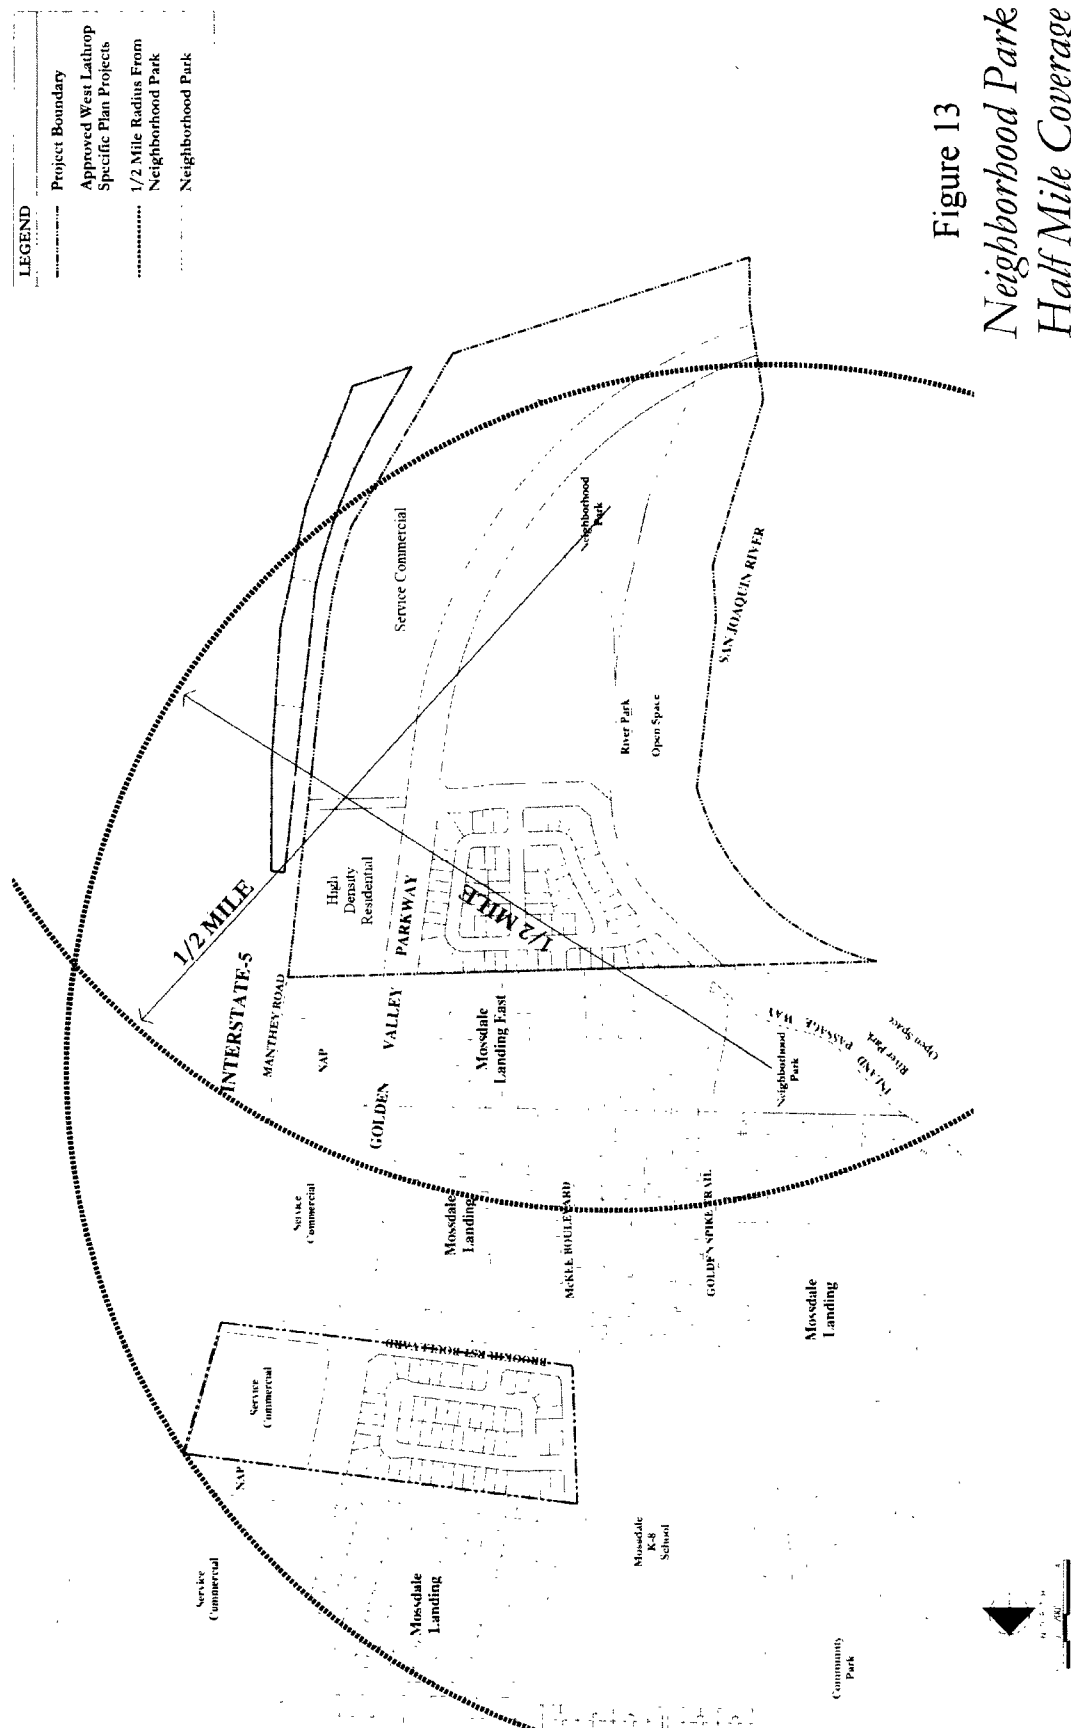 LEGEND
Project Boundary
Approved West Lathrop
Specific Plan Projects
1/2 Mile Radius From
Neighborhood Park
Neighborhood Park
Figure 13
Neighborhood Park
Half Mile Coverage
Service Commercial
Neighborhood
Park
SAN JOAQUIN RIVER
River Park
Open Space
High
Density
Residential
1/2 MILE
1/2 MILE
INTERSTATE-5
MANTHEY ROAD
NAP
GOLDEN VALLEY PARKWAY
Mossdale
Landing East
Neighborhood
Park
INLAND PASSAGE WAY
River Park
Open Space
Service
Commercial
Mossdale
Landing
McKEE BOULEVARD
GOLDEN SPIKE TRAIL
Mossdale
Landing
BROOKHURST BOULEVARD
Service
Commercial
NAP
Service
Commercial
Mossdale
Landing
Mossdale
K-8
School
Community
Park